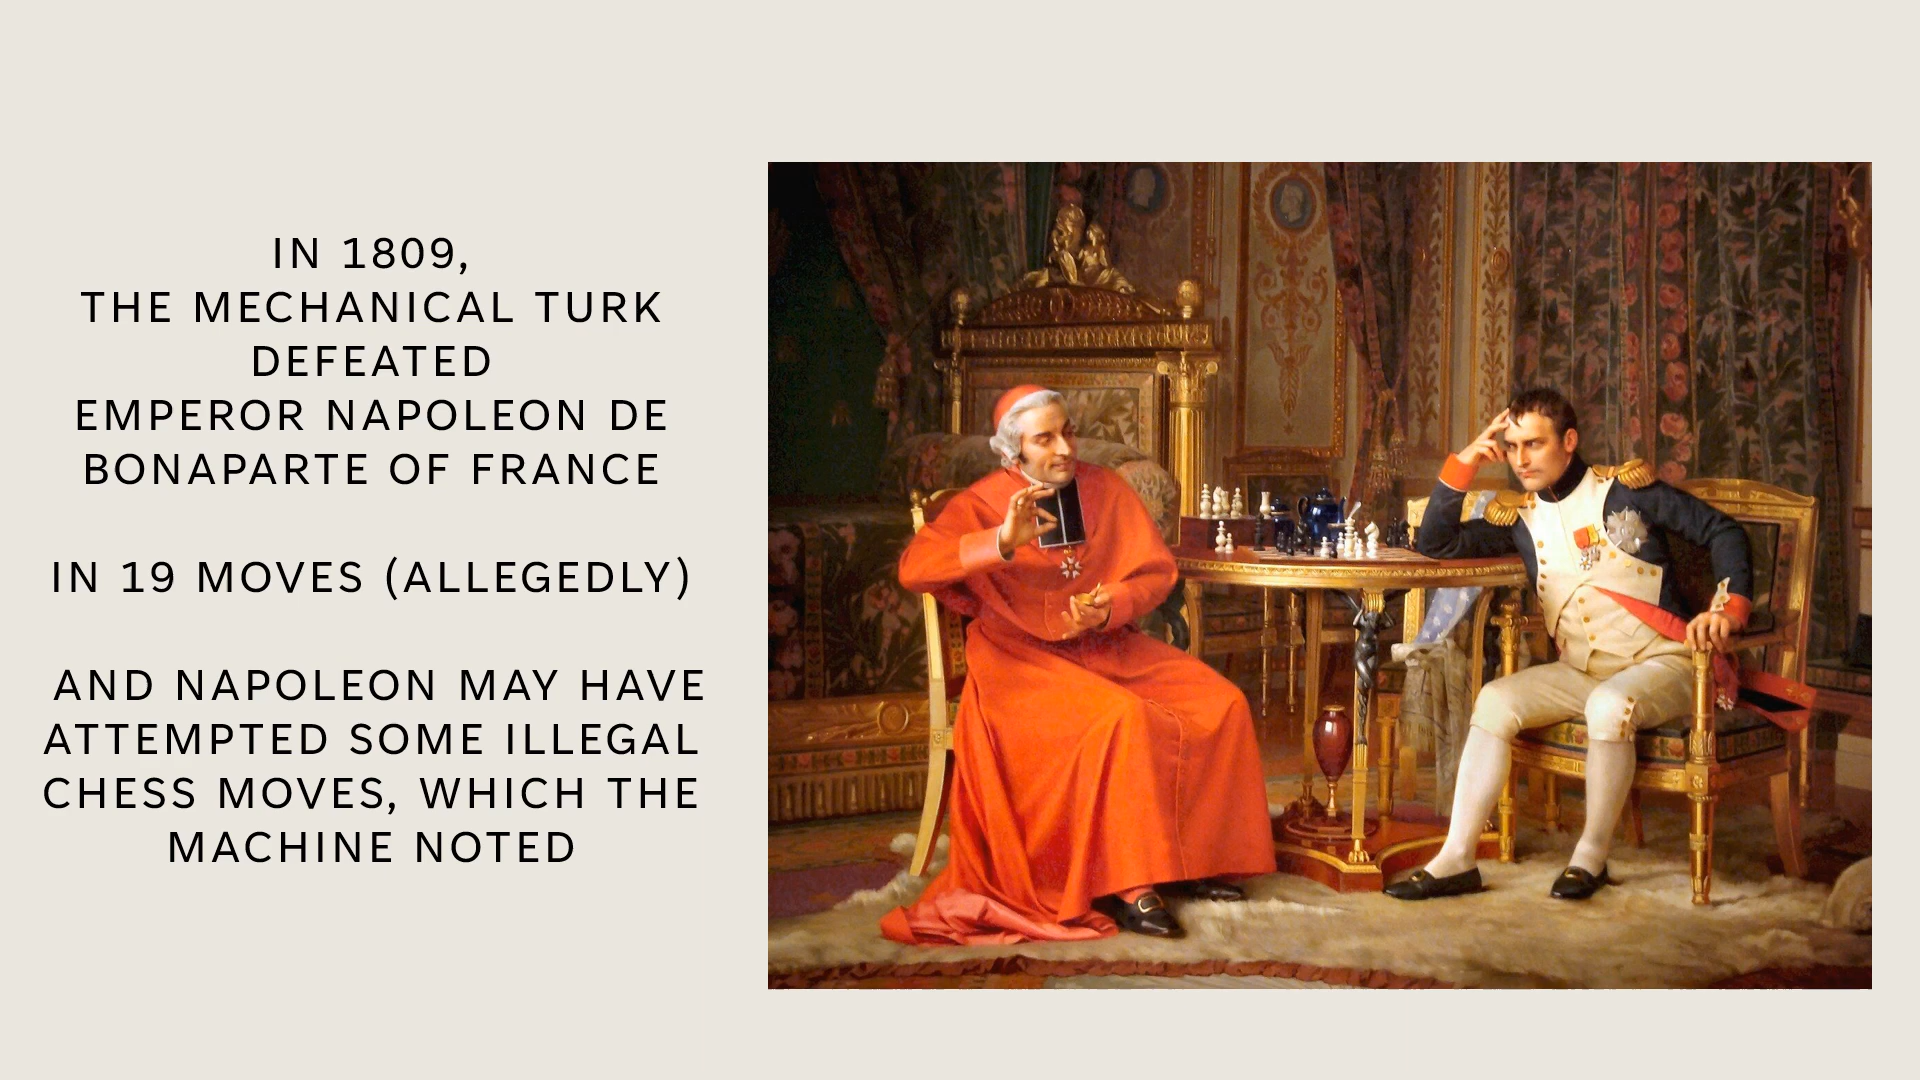 IN 1809,
THE MECHANICAL TURK
DEFEATED
EMPEROR NAPOLEON DE
BONAPARTE OF FRANCE
IN 19 MOVES (ALLEGEDLY)
AND NAPOLEON MAY HAVE
ATTEMPTED SOME ILLEGAL
CHESS MOVES, WHICH THE
MACHINE NOTED